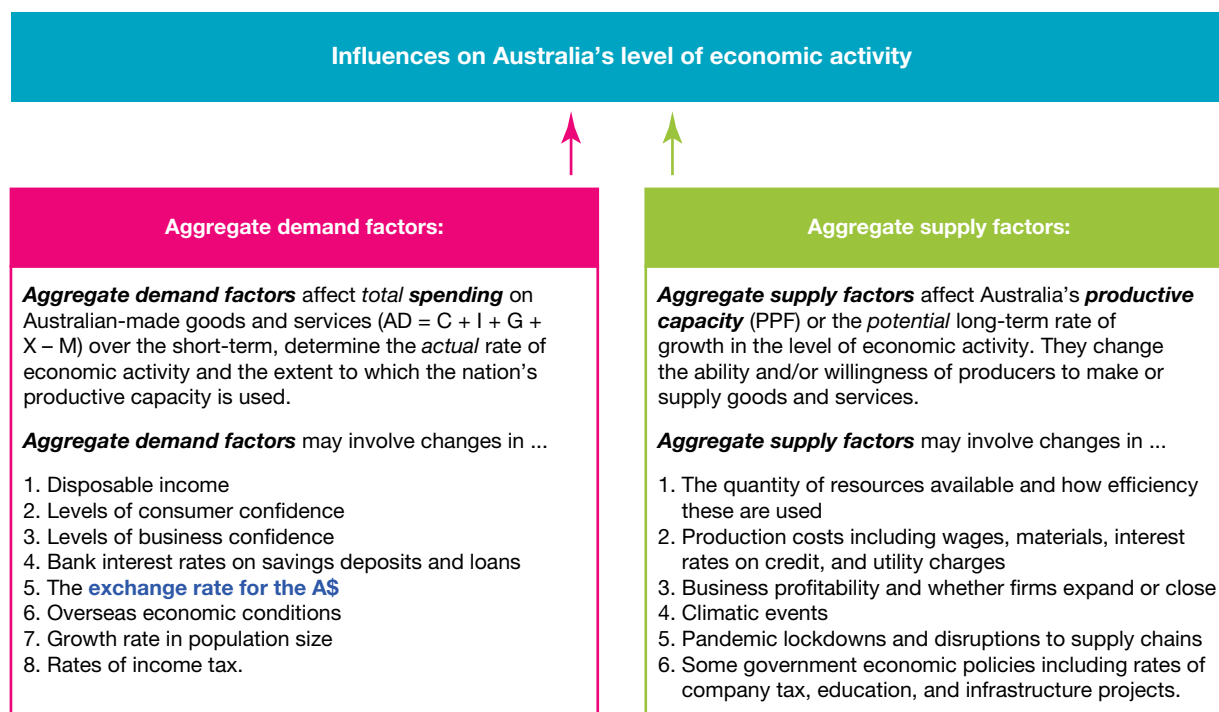 Influences on Australia's level of economic activity
Aggregate demand factors:
Aggregate demand factors affect total spending on
Australian-made goods and services (AD = C + I + G +
X – M) over the short-term, determine the actual rate of
economic activity and the extent to which the nation's
productive capacity is used.
Aggregate demand factors may involve changes in ...
1. Disposable income
2. Levels of consumer confidence
3. Levels of business confidence
4. Bank interest rates on savings deposits and loans
5. The exchange rate for the A$
6. Overseas economic conditions
7. Growth rate in population size
8. Rates of income tax.
Aggregate supply factors:
Aggregate supply factors affect Australia's productive
capacity (PPF) or the potential long-term rate of
growth in the level of economic activity. They change
the ability and/or willingness of producers to make or
supply goods and services.
Aggregate supply factors may involve changes in ...
1. The quantity of resources available and how efficiency
these are used
2. Production costs including wages, materials, interest
rates on credit, and utility charges
3. Business profitability and whether firms expand or close
4. Climatic events
5. Pandemic lockdowns and disruptions to supply chains
6. Some government economic policies including rates of
company tax, education, and infrastructure projects.